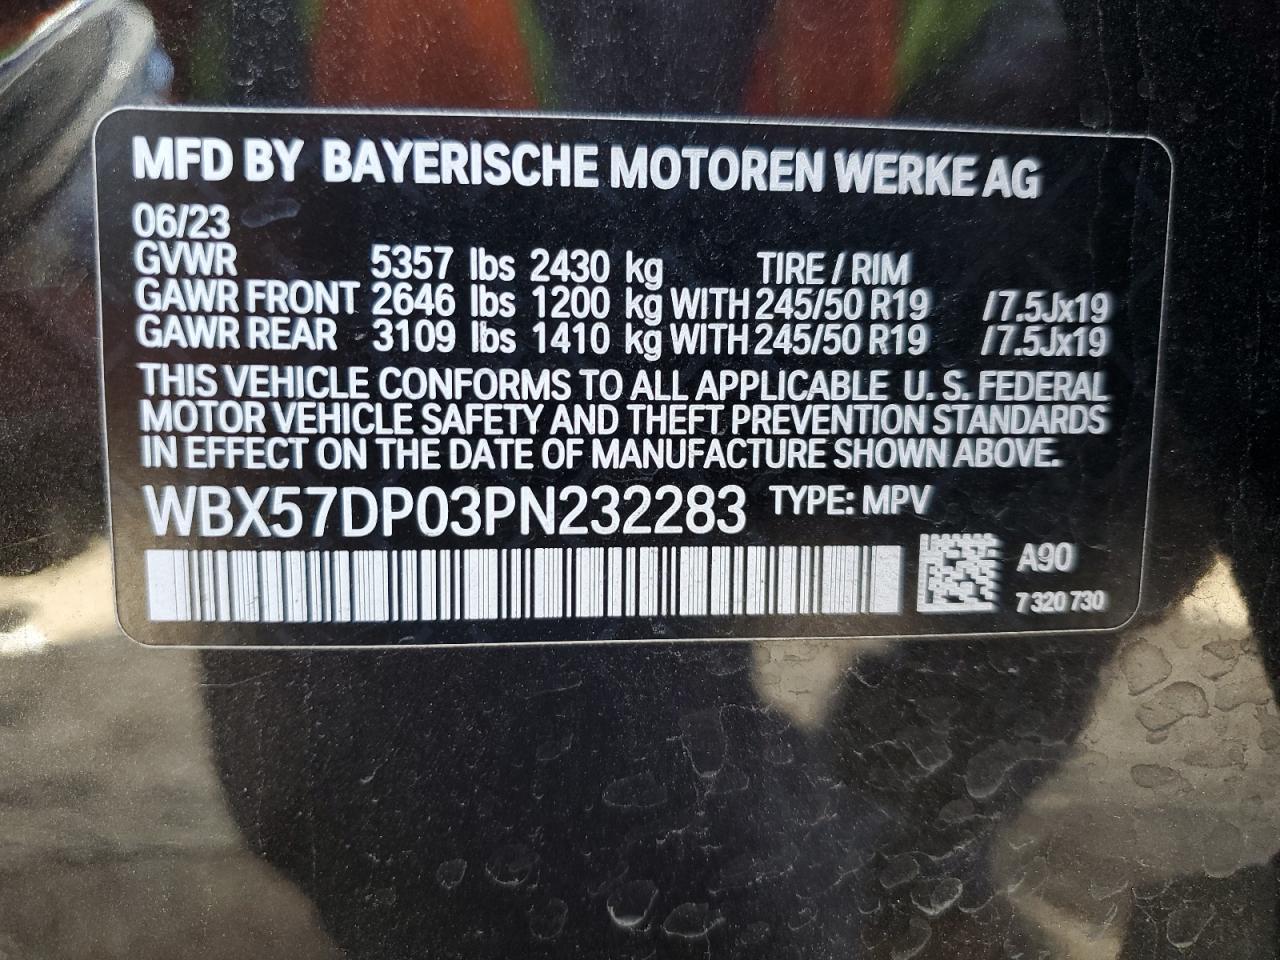 MFD BY BAYERISCHE MOTOREN WERKE AG
06/23
GVWR 5357 lbs 2430 kg TIRE / RIM
GAWR FRONT 2646 lbs 1200 kg WITH 245/50 R19 /7.5Jx19
GAWR REAR 3109 lbs 1410 kg WITH 245/50 R19 /7.5Jx19
THIS VEHICLE CONFORMS TO ALL APPLICABLE U.S. FEDERAL
MOTOR VEHICLE SAFETY AND THEFT PREVENTION STANDARDS
IN EFFECT ON THE DATE OF MANUFACTURE SHOWN ABOVE.
WBX57DP03PN232283 TYPE: MPV
A90
7 320 730